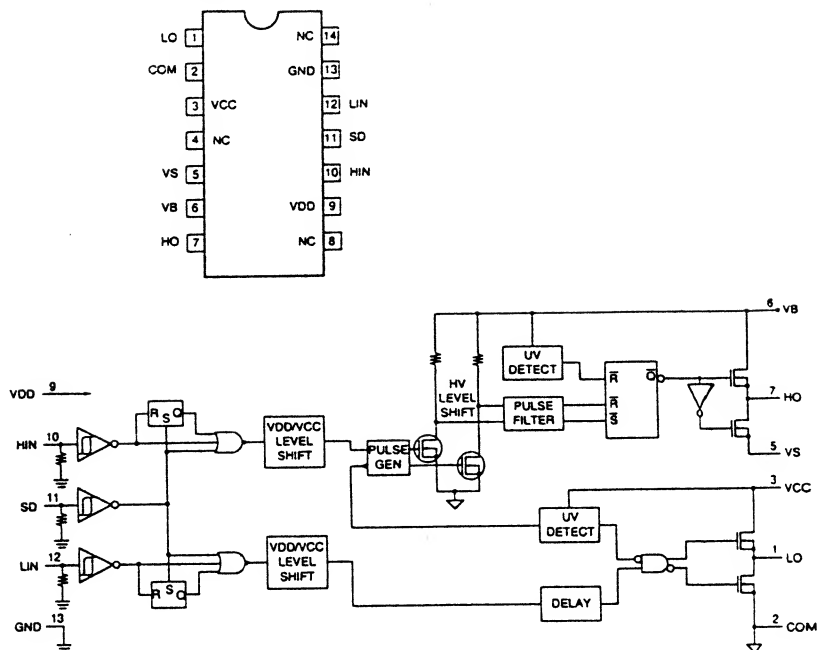 LO 1 NC 14
COM 2 GND 13
3 VCC 12 LIN
4 NC 11 SD
VS 5 10 HIN
VB 6 VDD 9
HO 7 NC 8
6 VB
UV DETECT
R Q
HV LEVEL SHIFT
7 HO
VDD 9
R S Q
PULSE FILTER
R
S
HIN 10
VDD/VCC LEVEL SHIFT
PULSE GEN
5 VS
SD 11
3 VCC
UV DETECT
LIN 12
VDD/VCC LEVEL SHIFT
1 LO
R S Q
DELAY
GND 13
2 COM